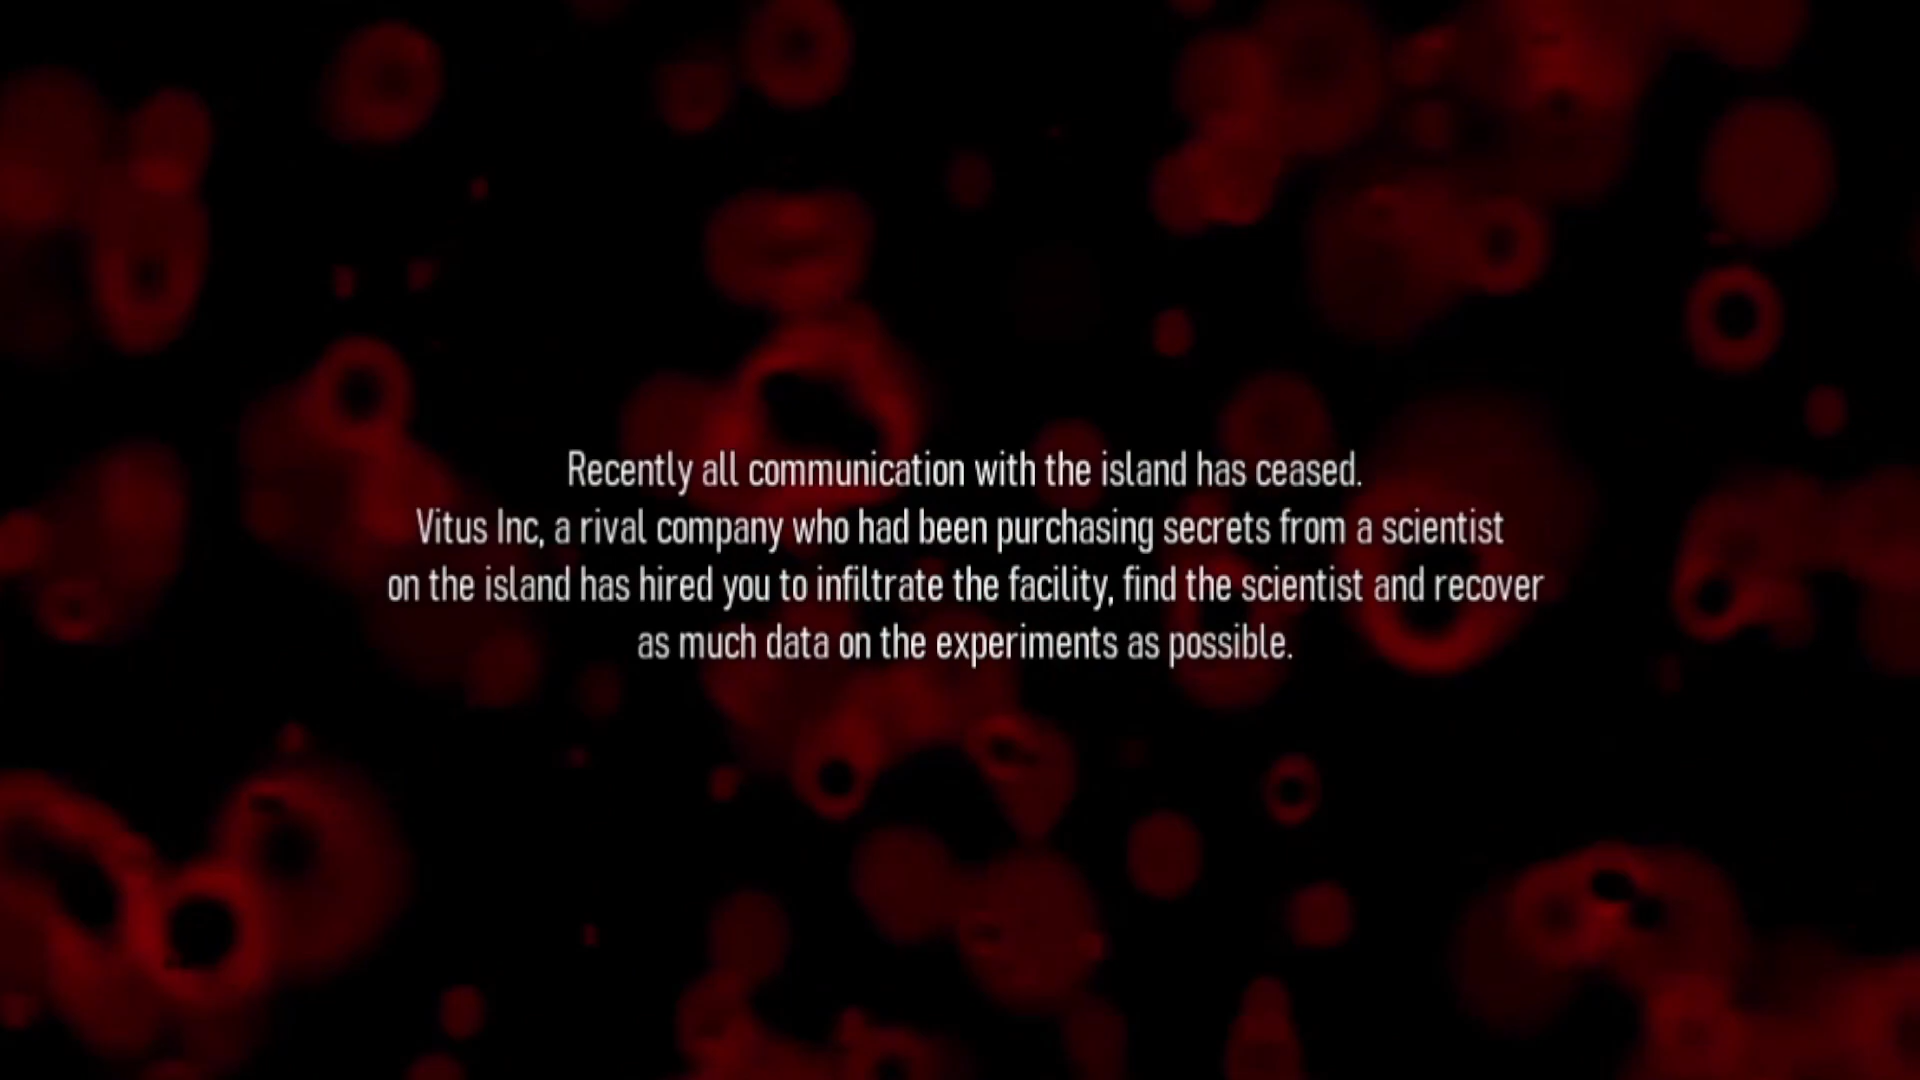 Recently all communication with the island has ceased.
Vitus Inc, a rival company who had been purchasing secrets from a scientist
on the island has hired you to infiltrate the facility, find the scientist and recover
as much data on the experiments as possible.